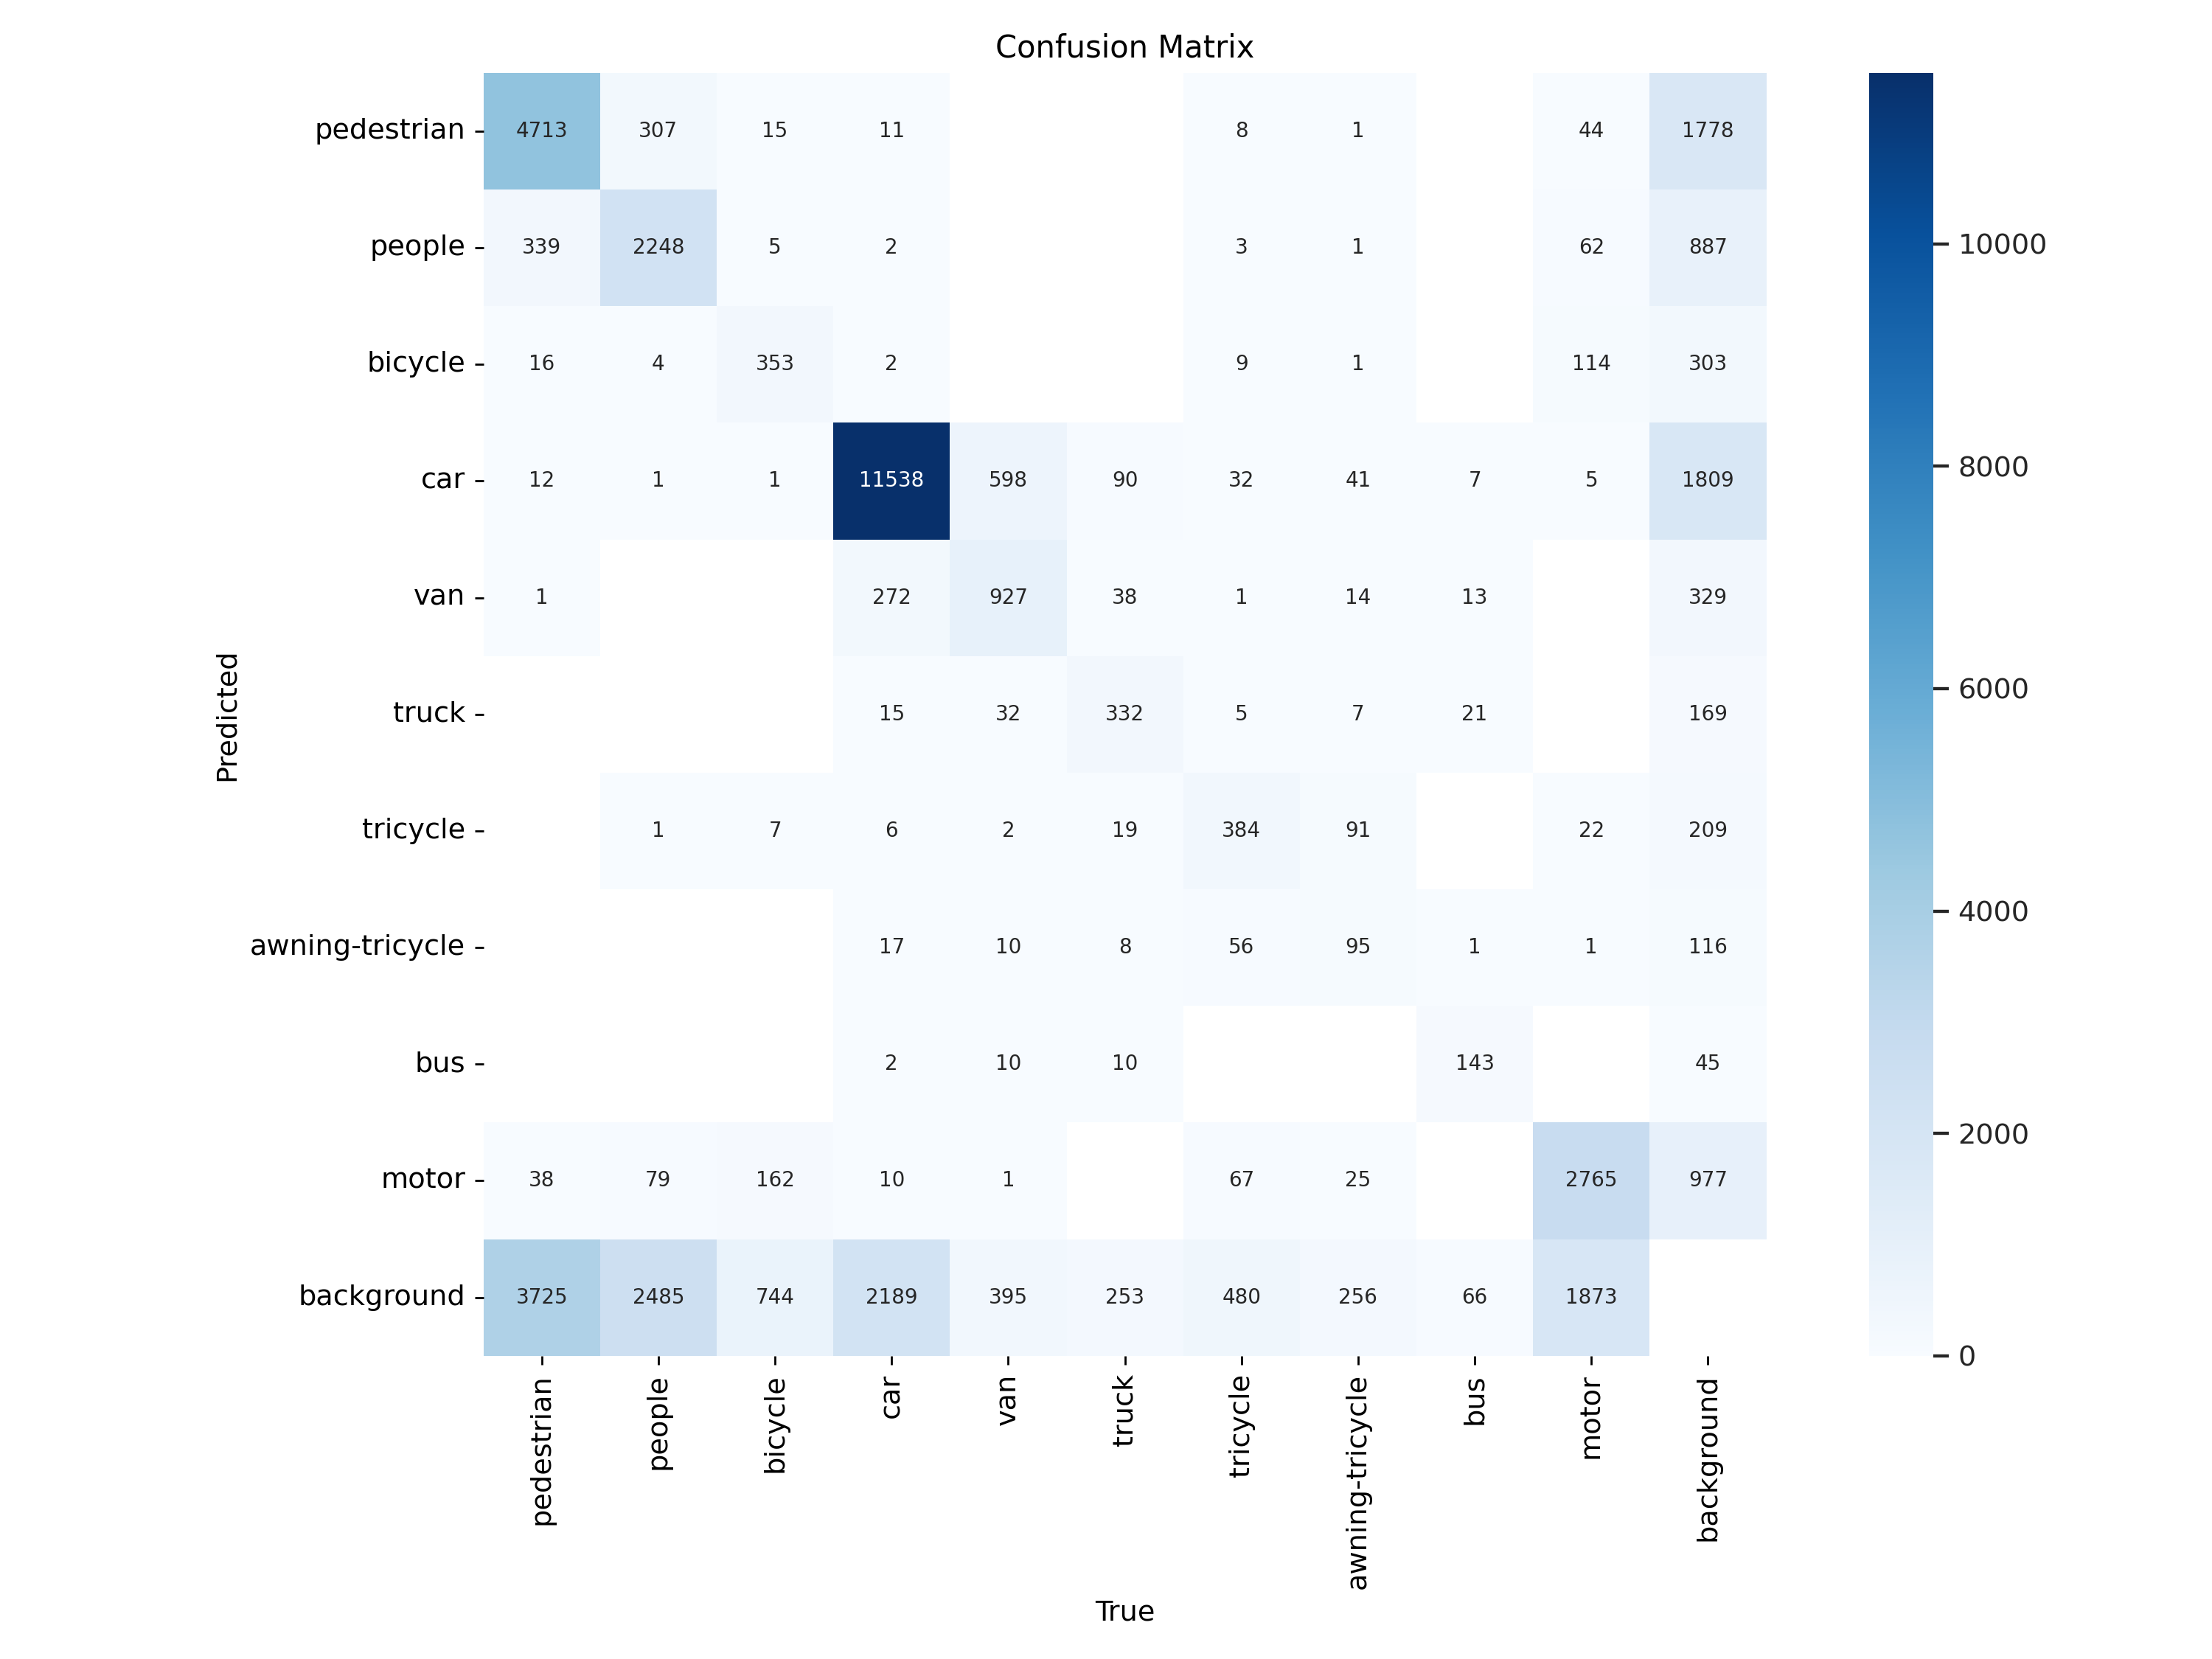 Confusion Matrix
pedestrian 4713 307 15 11 8 1 44 1778
people 339 2248 5 2 3 1 62 887
10000
bicycle 16 4 353 2 9 1 114 303
8000
car 12 1 1 11538 598 90 32 41 7 5 1809
van 1 272 927 38 1 14 13 329
6000
Predicted
truck 15 32 332 5 7 21 169
tricycle 1 7 6 2 19 384 91 22 209
4000
awning-tricycle 17 10 8 56 95 1 1 116
bus 2 10 10 143 45
2000
motor 38 79 162 10 1 67 25 2765 977
background 3725 2485 744 2189 395 253 480 256 66 1873
0
pedestrian people bicycle car van truck tricycle awning-tricycle bus motor background
True